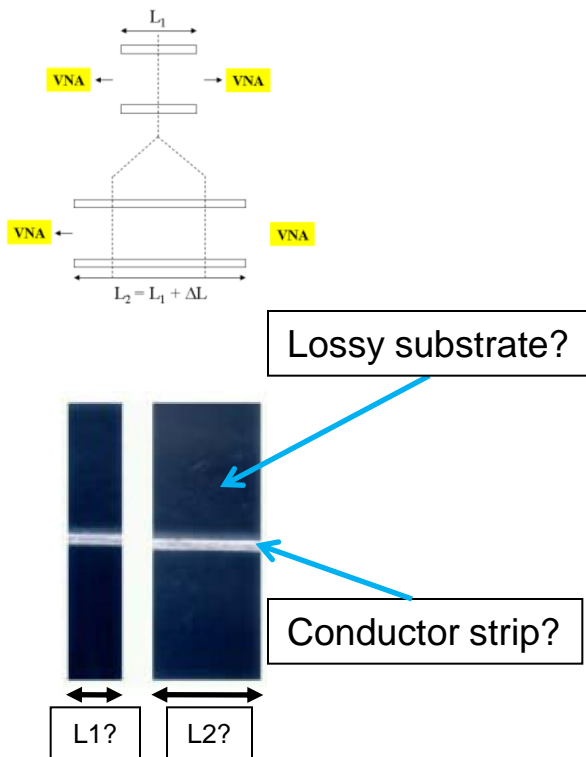 L₁
VNA VNA
VNA VNA
L₂ = L₁ + ΔL
Lossy substrate?
Conductor strip?
L1? L2?